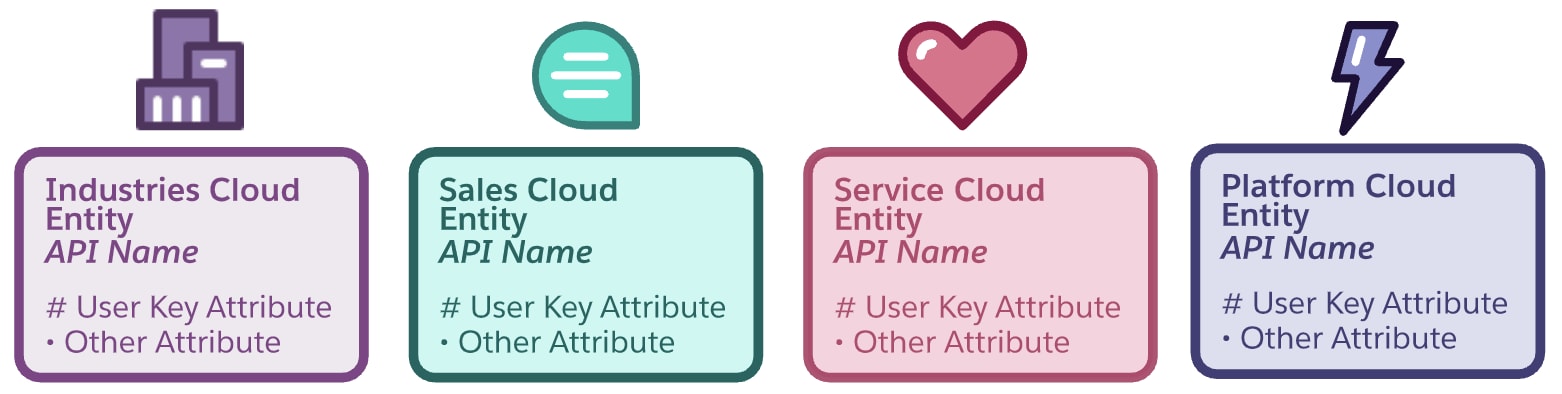 Industries Cloud
Entity
API Name
# User Key Attribute
• Other Attribute
Sales Cloud
Entity
API Name
# User Key Attribute
• Other Attribute
Service Cloud
Entity
API Name
# User Key Attribute
• Other Attribute
Platform Cloud
Entity
API Name
# User Key Attribute
• Other Attribute